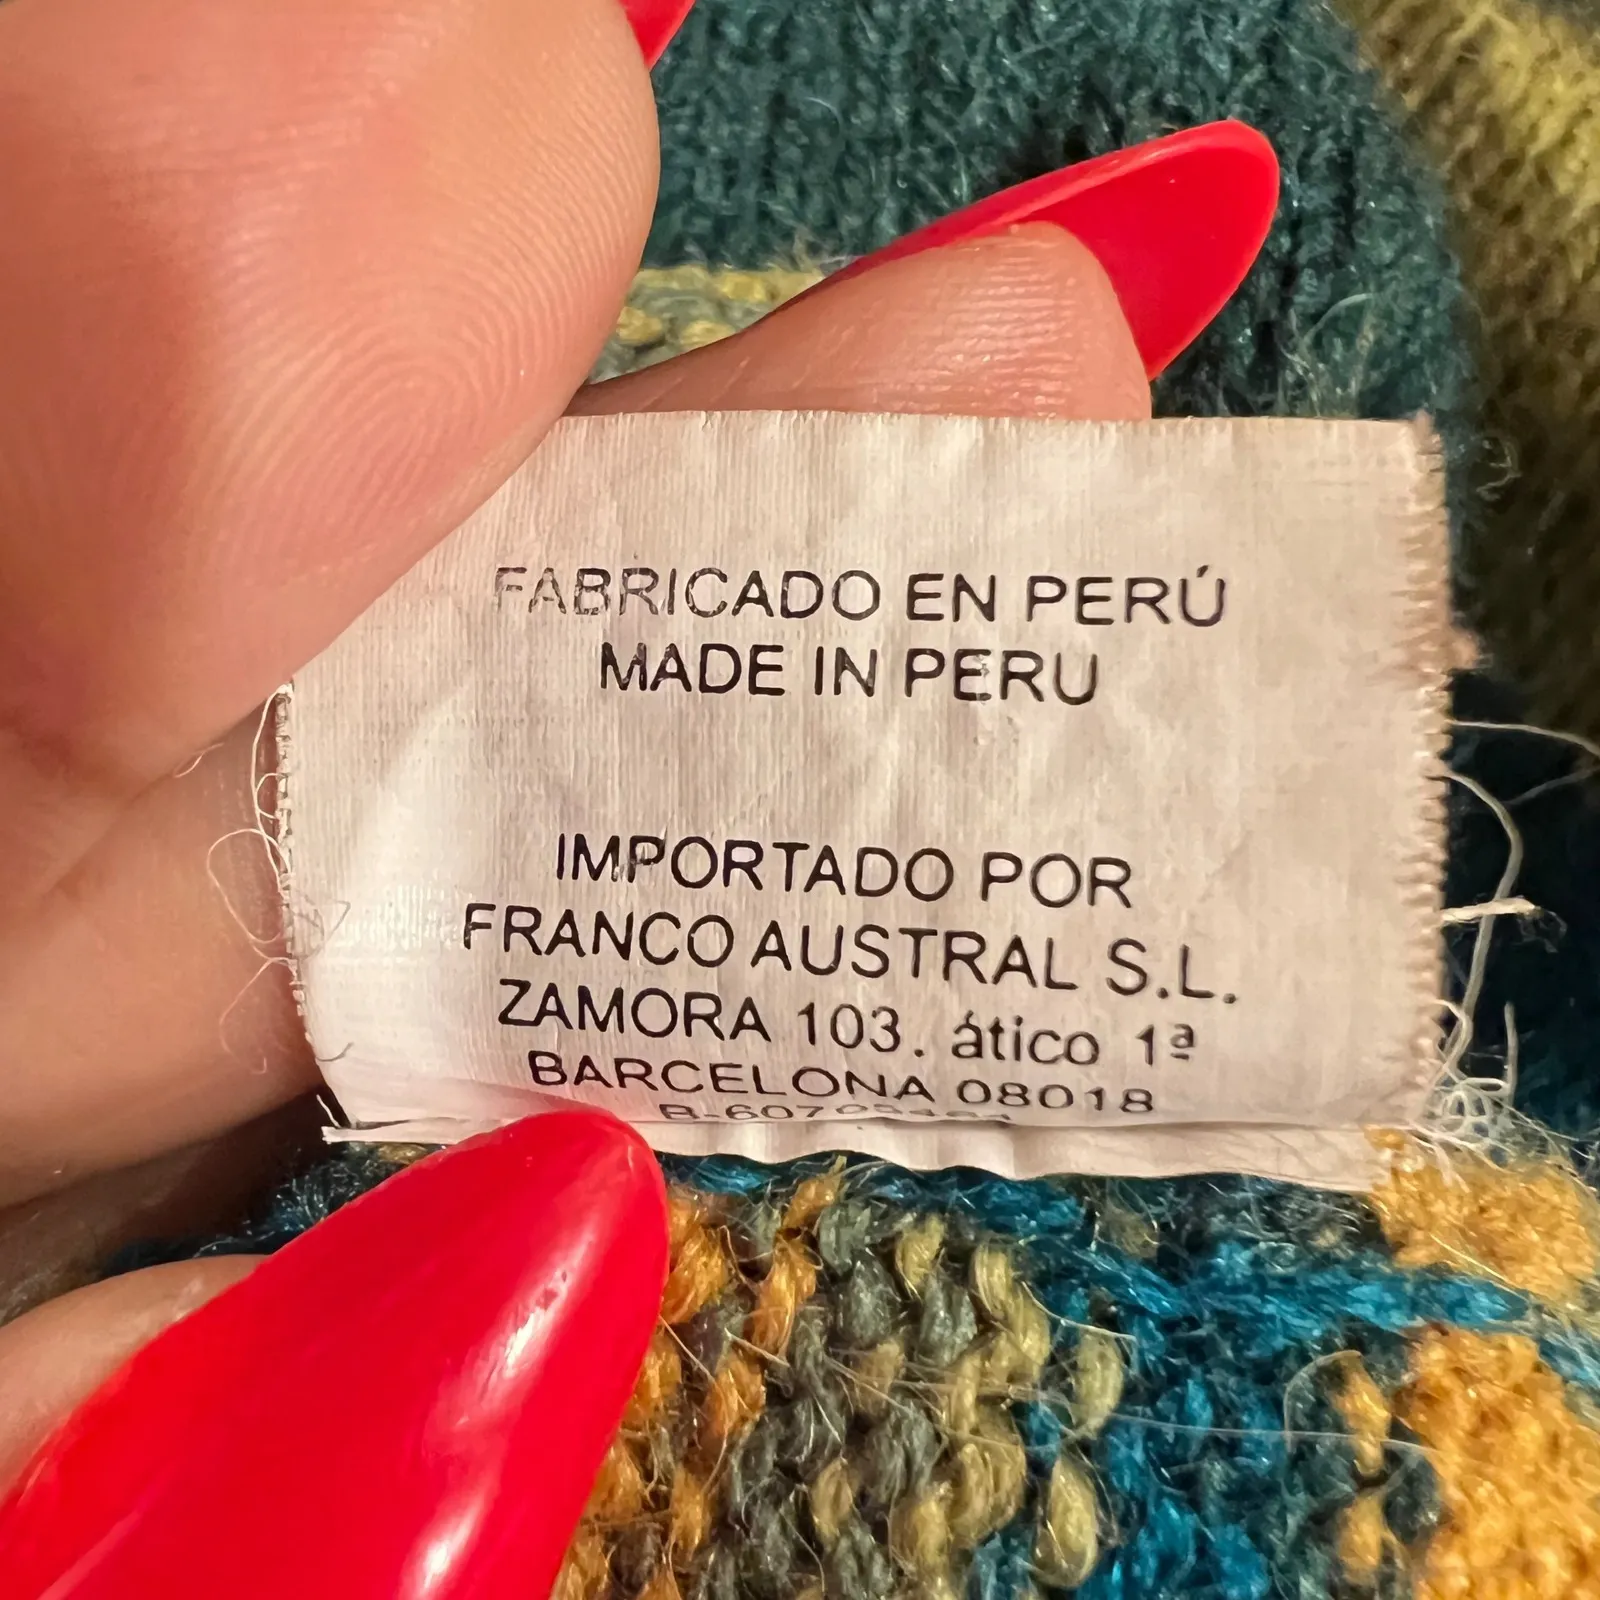 FABRICADO EN PERÚ
MADE IN PERU
IMPORTADO POR
FRANCO AUSTRAL S.L.
ZAMORA 103. ático 1ª
BARCELONA 08018